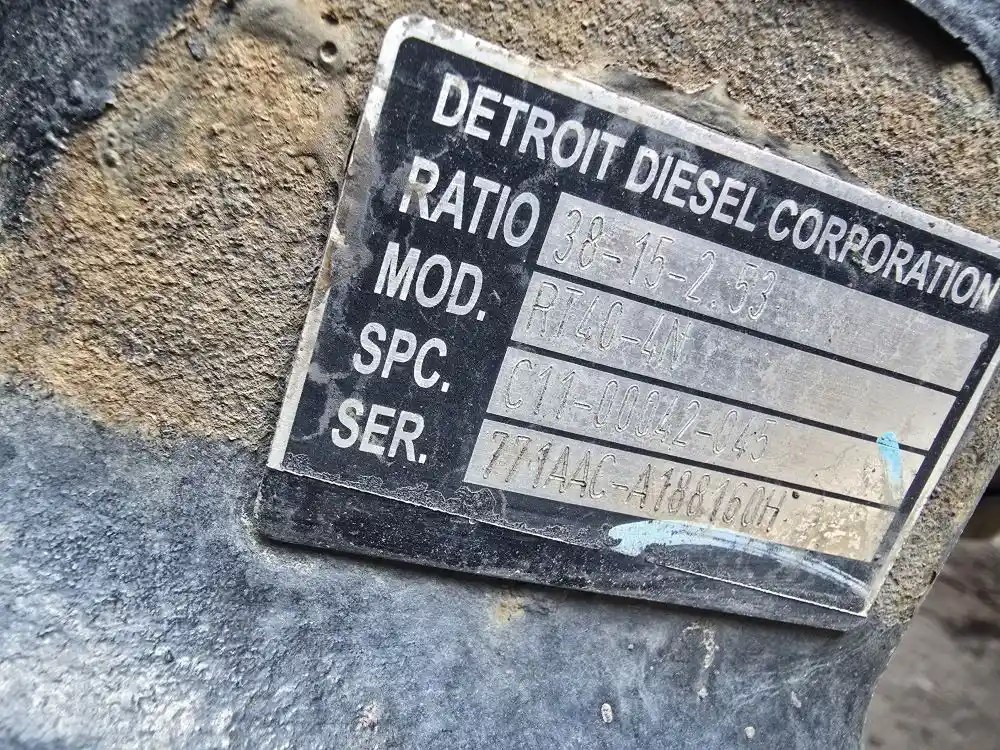 DETROIT DIESEL CORPORATION
RATIO 38-15-2.53
MOD. RT40-4N
SPC. C11-00042-045
SER. 771AAC-A188160H